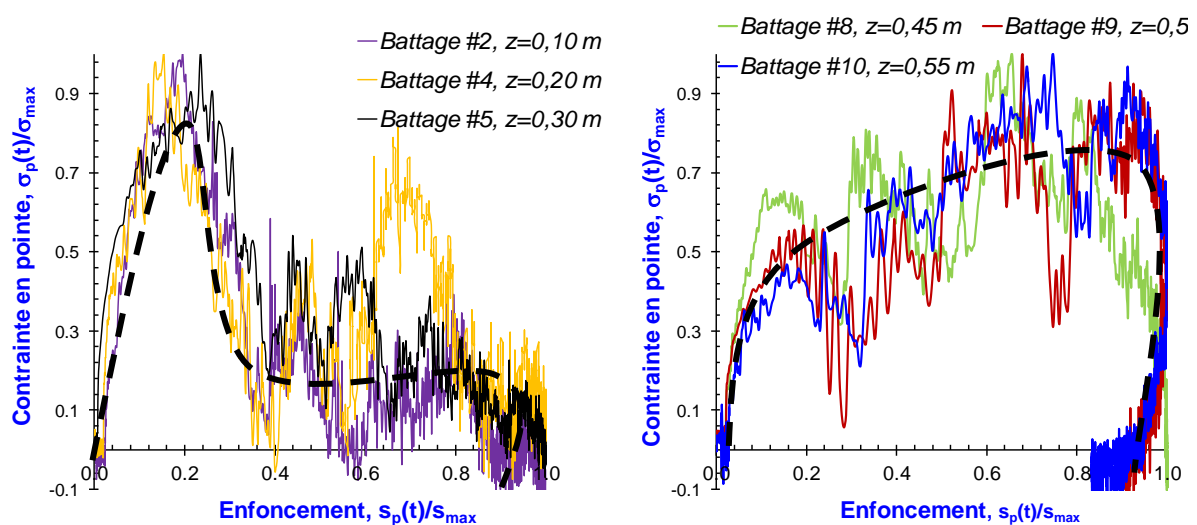 Battage #2, z=0,10 m
Battage #4, z=0,20 m
Battage #5, z=0,30 m
Contrainte en pointe, σp(t)/σmax
0.9
0.7
0.5
0.3
0.1
-0.1
0.0 0.2 0.4 0.6 0.8 1.0
Enfoncement, sp(t)/smax
Battage #8, z=0,45 m Battage #9, z=0,5
Battage #10, z=0,55 m
Contrainte en pointe, σp(t)/σmax
0.9
0.7
0.5
0.3
0.1
-0.1
0.0 0.2 0.4 0.6 0.8 1.0
Enfoncement, sp(t)/smax